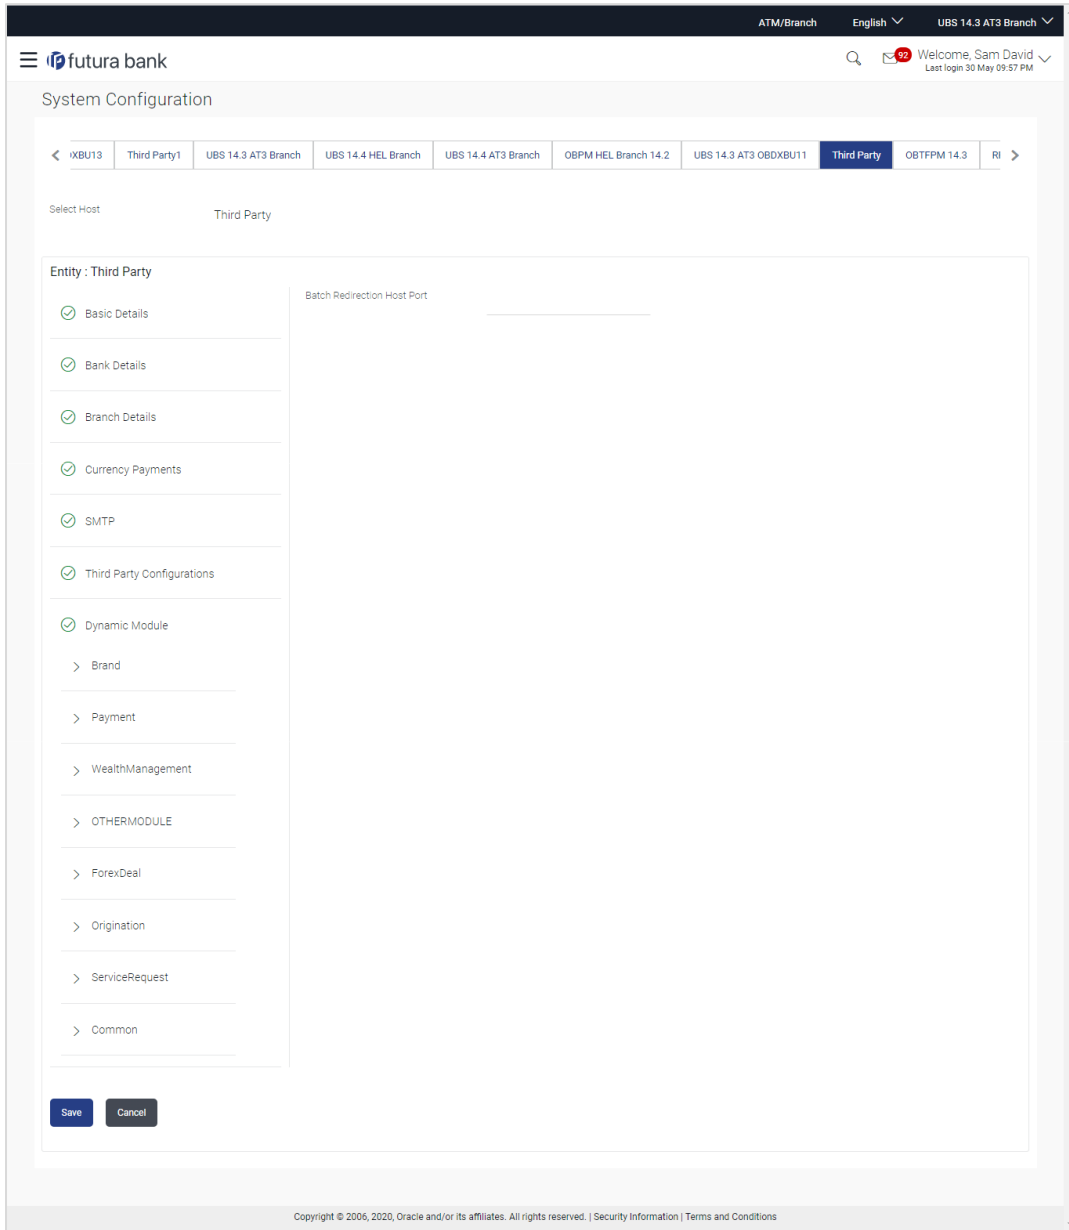 ATM/Branch English UBS 14.3 AT3 Branch
futura bank 92 Welcome, Sam David
Last login 30 May 09:57 PM
System Configuration
XBU13 Third Party1 UBS 14.3 AT3 Branch UBS 14.4 HEL Branch UBS 14.4 AT3 Branch OBPM HEL Branch 14.2 UBS 14.3 AT3 OBDXBU11 Third Party OBTFPM 14.3
Select Host Third Party
Entity : Third Party
Batch Redirection Host Port
Basic Details
Bank Details
Branch Details
Currency Payments
SMTP
Third Party Configurations
Dynamic Module
Brand
Payment
WealthManagement
OTHERMODULE
ForexDeal
Origination
ServiceRequest
Common
Save Cancel
Copyright © 2006, 2020, Oracle and/or its affiliates. All rights reserved. | Security Information | Terms and Conditions